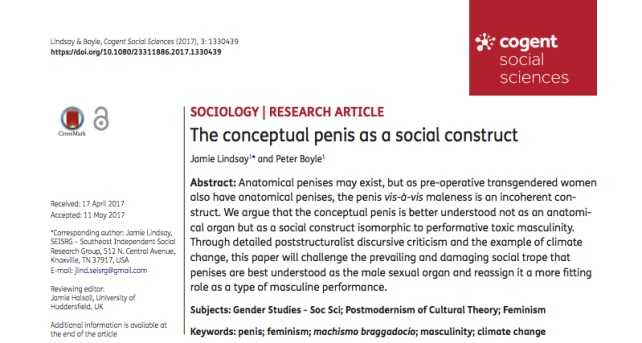 Lindsay & Boyle, Cogent Social Sciences (2017), 3: 1330439
https://doi.org/10.1080/23311886.2017.1330439
cogent
social
sciences
CrossMark
SOCIOLOGY | RESEARCH ARTICLE
The conceptual penis as a social construct
Jamie Lindsay¹* and Peter Boyle¹
Abstract: Anatomical penises may exist, but as pre-operative transgendered women
also have anatomical penises, the penis vis-à-vis maleness is an incoherent con-
struct. We argue that the conceptual penis is better understood not as an anatomi-
cal organ but as a social construct isomorphic to performative toxic masculinity.
Through detailed poststructuralist discursive criticism and the example of climate
change, this paper will challenge the prevailing and damaging social trope that
penises are best understood as the male sexual organ and reassign it a more fitting
role as a type of masculine performance.
Subjects: Gender Studies - Soc Sci; Postmodernism of Cultural Theory; Feminism
Keywords: penis; feminism; machismo braggadocio; masculinity; climate change
Received: 17 April 2017
Accepted: 11 May 2017
*Corresponding author: Jamie Lindsay,
SEISRG - Southeast Independent Social
Research Group, 512 N. Central Avenue,
Knoxville, TN 37917, USA
E-mail: jlind.seisrg@gmail.com
Reviewing editor:
Jamie Halsall, University of
Huddersfield, UK
Additional information is available at
the end of the article